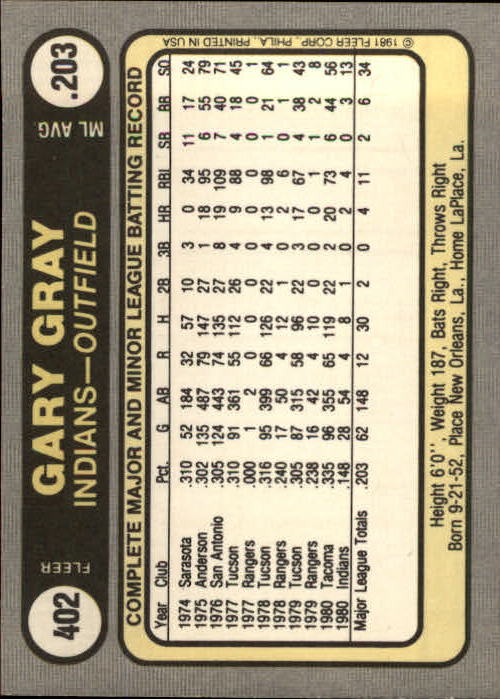 402
FLEER
GARY GRAY
INDIANS—OUTFIELD
ML AVG.
.203
COMPLETE MAJOR AND MINOR LEAGUE BATTING RECORD
Year Club Pct. G AB R H 2B 3B HR RBI SB BB SO
1974 Sarasota .310 52 184 32 57 10 3 0 34 11 17 24
1975 Anderson .302 135 487 79 147 27 1 18 95 6 55 79
1976 San Antonio .305 124 443 74 135 27 8 19 109 7 40 71
1977 Tucson .310 91 361 55 112 26 4 9 88 4 18 45
1977 Rangers .000 1 2 0 0 0 0 0 0 0 0 1
1978 Tucson .316 95 399 66 126 22 4 13 98 1 21 64
1978 Rangers .240 17 50 4 12 1 0 2 6 0 1 1
1979 Tucson .305 87 315 58 96 22 3 17 67 4 38 43
1979 Rangers .238 16 42 4 10 0 0 0 1 1 2 8
1980 Tacoma .335 96 355 65 119 22 2 20 73 6 44 56
1980 Indians .148 28 54 4 8 1 0 2 4 0 3 13
Major League Totals .203 62 148 12 30 2 0 4 11 2 6 34
Height 6'0'', Weight 187, Bats Right, Throws Right
Born 9-21-52, Place New Orleans, La., Home LaPlace, La.
© 1981 FLEER CORP., PHILA., PRINTED IN USA